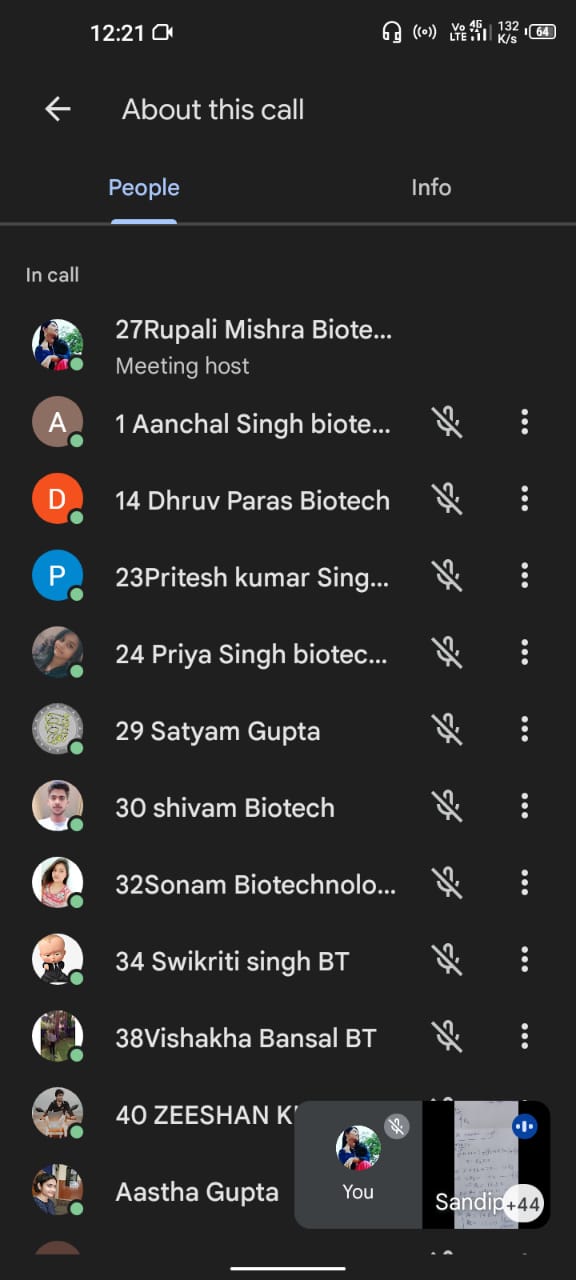 12:21
Vo LTE 4G 132 K/s 64
About this call
People Info
In call
27Rupali Mishra Biote...
Meeting host
A 1 Aanchal Singh biote...
D 14 Dhruv Paras Biotech
P 23Pritesh kumar Sing...
24 Priya Singh biotec...
29 Satyam Gupta
30 shivam Biotech
32Sonam Biotechnolo...
34 Swikriti singh BT
38Vishakha Bansal BT
40 ZEESHAN K
Aastha Gupta
You Sandip +44